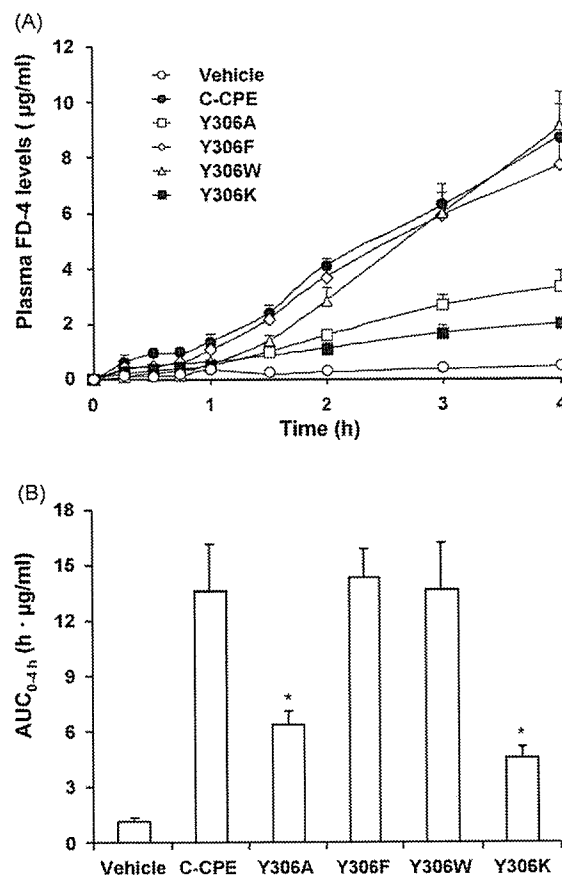 (A)
Plasma FD-4 levels ( µg/ml)
12
10
8
6
4
2
0
Vehicle
C-CPE
Y306A
Y306F
Y306W
Y306K
0 1 2 3 4
Time (h)
(B)
AUC0-4 h (h · µg/ml)
18
15
12
9
6
3
0
* *
Vehicle C-CPE Y306A Y306F Y306W Y306K